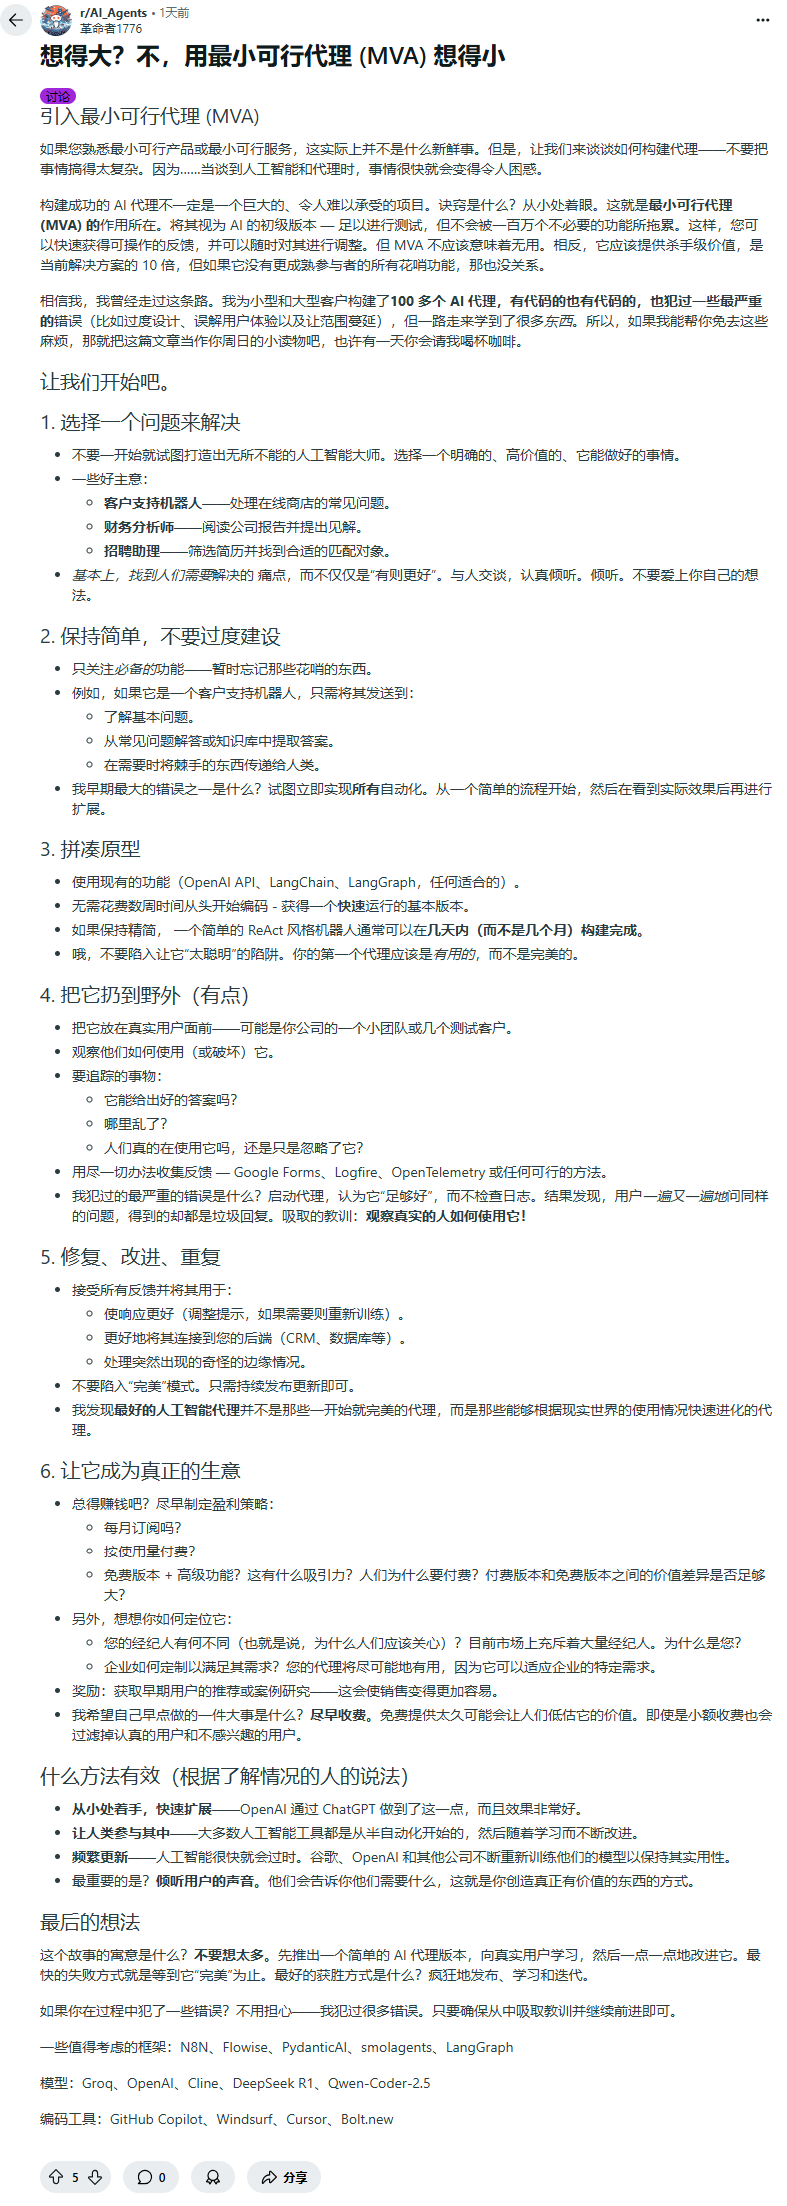 r/AI_Agents • 1天前
革命者1776
想得大？不，用最小可行代理 (MVA) 想得小
讨论
引入最小可行代理 (MVA)
如果您熟悉最小可行产品或最小可行服务，这实际上并不是什么新鲜事。但是，让我们来谈谈如何构建代理——不要把
事情搞得太复杂。因为……当谈到人工智能和代理时，事情很快就会变得令人困惑。
构建成功的 AI 代理不一定是一个巨大的、令人难以承受的项目。诀窍是什么？从小处着眼。这就是最小可行代理
(MVA) 的作用所在。将其视为 AI 的初级版本 — 足以进行测试，但不会被一百万个不必要的功能所拖累。这样，您可
以快速获得可操作的反馈，并可以随时对其进行调整。但 MVA 不应该意味着无用。相反，它应该提供杀手级价值，是
当前解决方案的 10 倍，但如果它没有更成熟参与者的所有花哨功能，那也没关系。
相信我，我曾经走过这条路。我为小型和大型客户构建了100 多个 AI 代理，有代码的也有代码的，也犯过一些最严重
的错误（比如过度设计、误解用户体验以及让范围蔓延），但一路走来学到了很多东西。所以，如果我能帮你免去这些
麻烦，那就把这篇文章当作你周日的小读物吧，也许有一天你会请我喝杯咖啡。
让我们开始吧。
1. 选择一个问题来解决
• 不要一开始就试图打造出无所不能的人工智能大师。选择一个明确的、高价值的、它能做好的事情。
• 一些好主意：
◦ 客户支持机器人——处理在线商店的常见问题。
◦ 财务分析师——阅读公司报告并提出见解。
◦ 招聘助理——筛选简历并找到合适的匹配对象。
• 基本上，找到人们需要解决的 痛点，而不仅仅是“有则更好”。与人交谈，认真倾听。倾听。不要爱上你自己的想
法。
2. 保持简单，不要过度建设
• 只关注必备的功能——暂时忘记那些花哨的东西。
• 例如，如果它是一个客户支持机器人，只需将其发送到：
◦ 了解基本问题。
◦ 从常见问题解答或知识库中提取答案。
◦ 在需要时将棘手的东西传递给人类。
• 我早期最大的错误之一是什么？试图立即实现所有自动化。从一个简单的流程开始，然后在看到实际效果后再进行
扩展。
3. 拼凑原型
• 使用现有的功能（OpenAI API、LangChain、LangGraph，任何适合的）。
• 无需花费数周时间从头开始编码 - 获得一个快速运行的基本版本。
• 如果保持精简， 一个简单的 ReAct 风格机器人通常可以在几天内（而不是几个月）构建完成。
• 哦，不要陷入让它“太聪明”的陷阱。你的第一个代理应该是有用的，而不是完美的。
4. 把它扔到野外（有点）
• 把它放在真实用户面前——可能是你公司的一个小团队或几个测试客户。
• 观察他们如何使用（或破坏）它。
• 要追踪的事物：
◦ 它能给出好的答案吗？
◦ 哪里乱了？
◦ 人们真的在使用它吗，还是只是忽略了它？
• 用尽一切办法收集反馈 — Google Forms、Logfire、OpenTelemetry 或任何可行的方法。
• 我犯过的最严重的错误是什么？启动代理，认为它“足够好”，而不检查日志。结果发现，用户一遍又一遍地问同样
的问题，得到的却都是垃圾回复。吸取的教训：观察真实的人如何使用它！
5. 修复、改进、重复
• 接受所有反馈并将其用于：
◦ 使响应更好（调整提示，如果需要则重新训练）。
◦ 更好地将其连接到您的后端（CRM、数据库等）。
◦ 处理突然出现的奇怪的边缘情况。
• 不要陷入“完美”模式。只需持续发布更新即可。
• 我发现最好的人工智能代理并不是那些一开始就完美的代理，而是那些能够根据现实世界的使用情况快速进化的代
理。
6. 让它成为真正的生意
• 总得赚钱吧？尽早制定盈利策略：
◦ 每月订阅吗？
◦ 按使用量付费？
◦ 免费版本 + 高级功能？这有什么吸引力？人们为什么要付费？付费版本和免费版本之间的价值差异是否足够
大？
• 另外，想想你如何定位它：
◦ 您的经纪人有何不同（也就是说，为什么人们应该关心）？目前市场上充斥着大量经纪人。为什么是您？
◦ 企业如何定制以满足其需求？您的代理将尽可能地有用，因为它可以适应企业的特定需求。
• 奖励：获取早期用户的推荐或案例研究——这会使销售变得更加容易。
• 我希望自己早点做的一件大事是什么？尽早收费。免费提供太久可能会让人们低估它的价值。即使是小额收费也会
过滤掉认真的用户和不感兴趣的用户。
什么方法有效（根据了解情况的人的说法）
• 从小处着手，快速扩展——OpenAI 通过 ChatGPT 做到了这一点，而且效果非常好。
• 让人类参与其中——大多数人工智能工具都是从半自动化开始的，然后随着学习而不断改进。
• 频繁更新——人工智能很快就会过时。谷歌、OpenAI 和其他公司不断重新训练他们的模型以保持其实用性。
• 最重要的是？倾听用户的声音。他们会告诉你他们需要什么，这就是你创造真正有价值的东西的方式。
最后的想法
这个故事的寓意是什么？不要想太多。先推出一个简单的 AI 代理版本，向真实用户学习，然后一点一点地改进它。最
快的失败方式就是等到它“完美”为止。最好的获胜方式是什么？疯狂地发布、学习和迭代。
如果你在过程中犯了一些错误？不用担心——我犯过很多错误。只要确保从中吸取教训并继续前进即可。
一些值得考虑的框架：N8N、Flowise、PydanticAI、smolagents、LangGraph
模型：Groq、OpenAI、Cline、DeepSeek R1、Qwen-Coder-2.5
编码工具：GitHub Copilot、Windsurf、Cursor、Bolt.new
5 0 分享